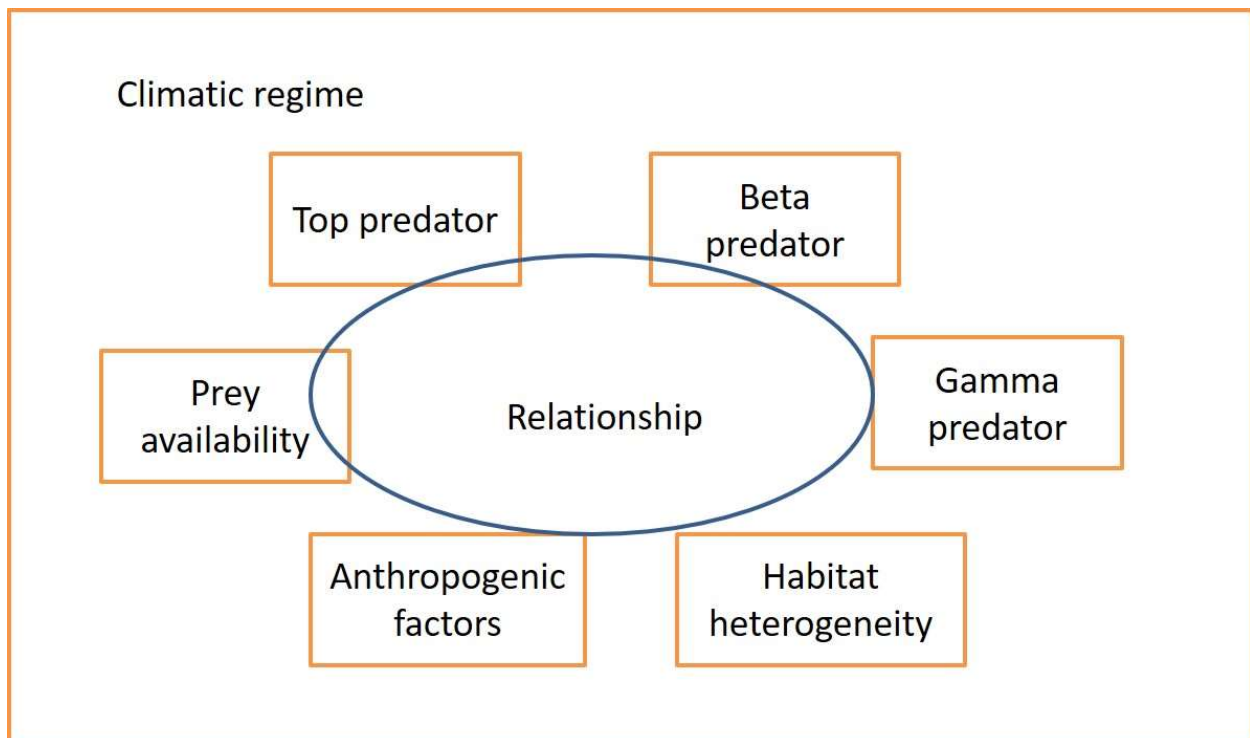 Climatic regime
Top predator
Beta
predator
Prey
availability
Relationship
Gamma
predator
Anthropogenic
factors
Habitat
heterogeneity